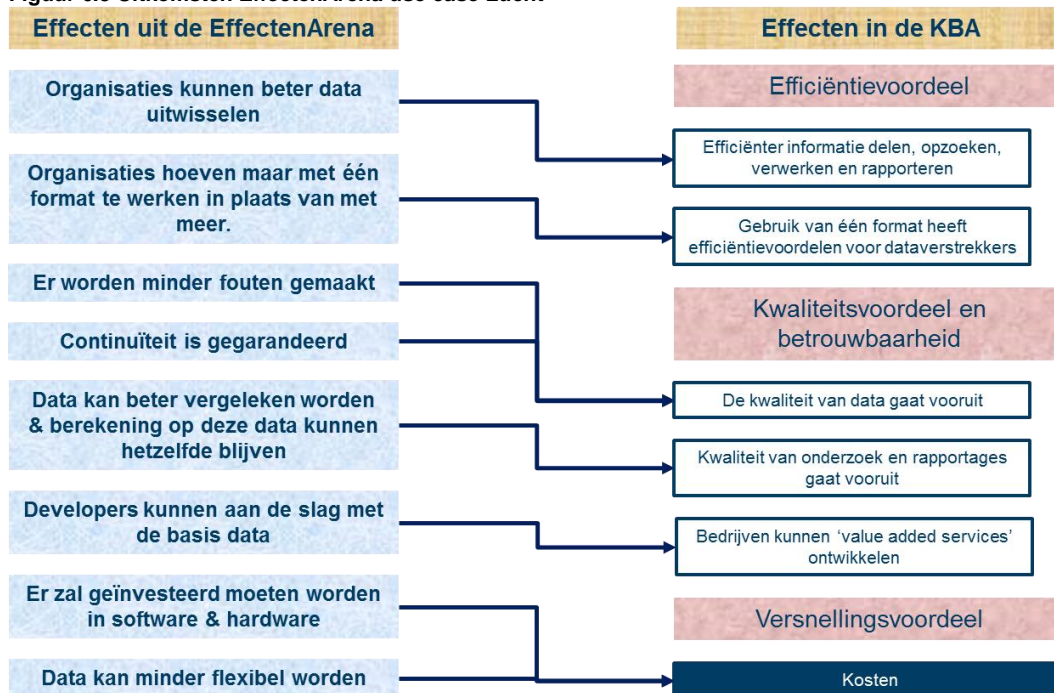 Effecten uit de EffectenArena
Organisaties kunnen beter data
uitwisselen
Organisaties hoeven maar met één
format te werken in plaats van met
meer.
Er worden minder fouten gemaakt
Continuïteit is gegarandeerd
Data kan beter vergeleken worden
& berekening op deze data kunnen
hetzelfde blijven
Developers kunnen aan de slag met
de basis data
Er zal geïnvesteerd moeten worden
in software & hardware
Data kan minder flexibel worden
Effecten in de KBA
Efficiëntievoordeel
Efficiënter informatie delen, opzoeken,
verwerken en rapporteren
Gebruik van één format heeft
efficiëntievoordelen voor dataverstrekkers
Kwaliteitsvoordeel en
betrouwbaarheid
De kwaliteit van data gaat vooruit
Kwaliteit van onderzoek en rapportages
gaat vooruit
Bedrijven kunnen ‘value added services’
ontwikkelen
Versnellingsvoordeel
Kosten